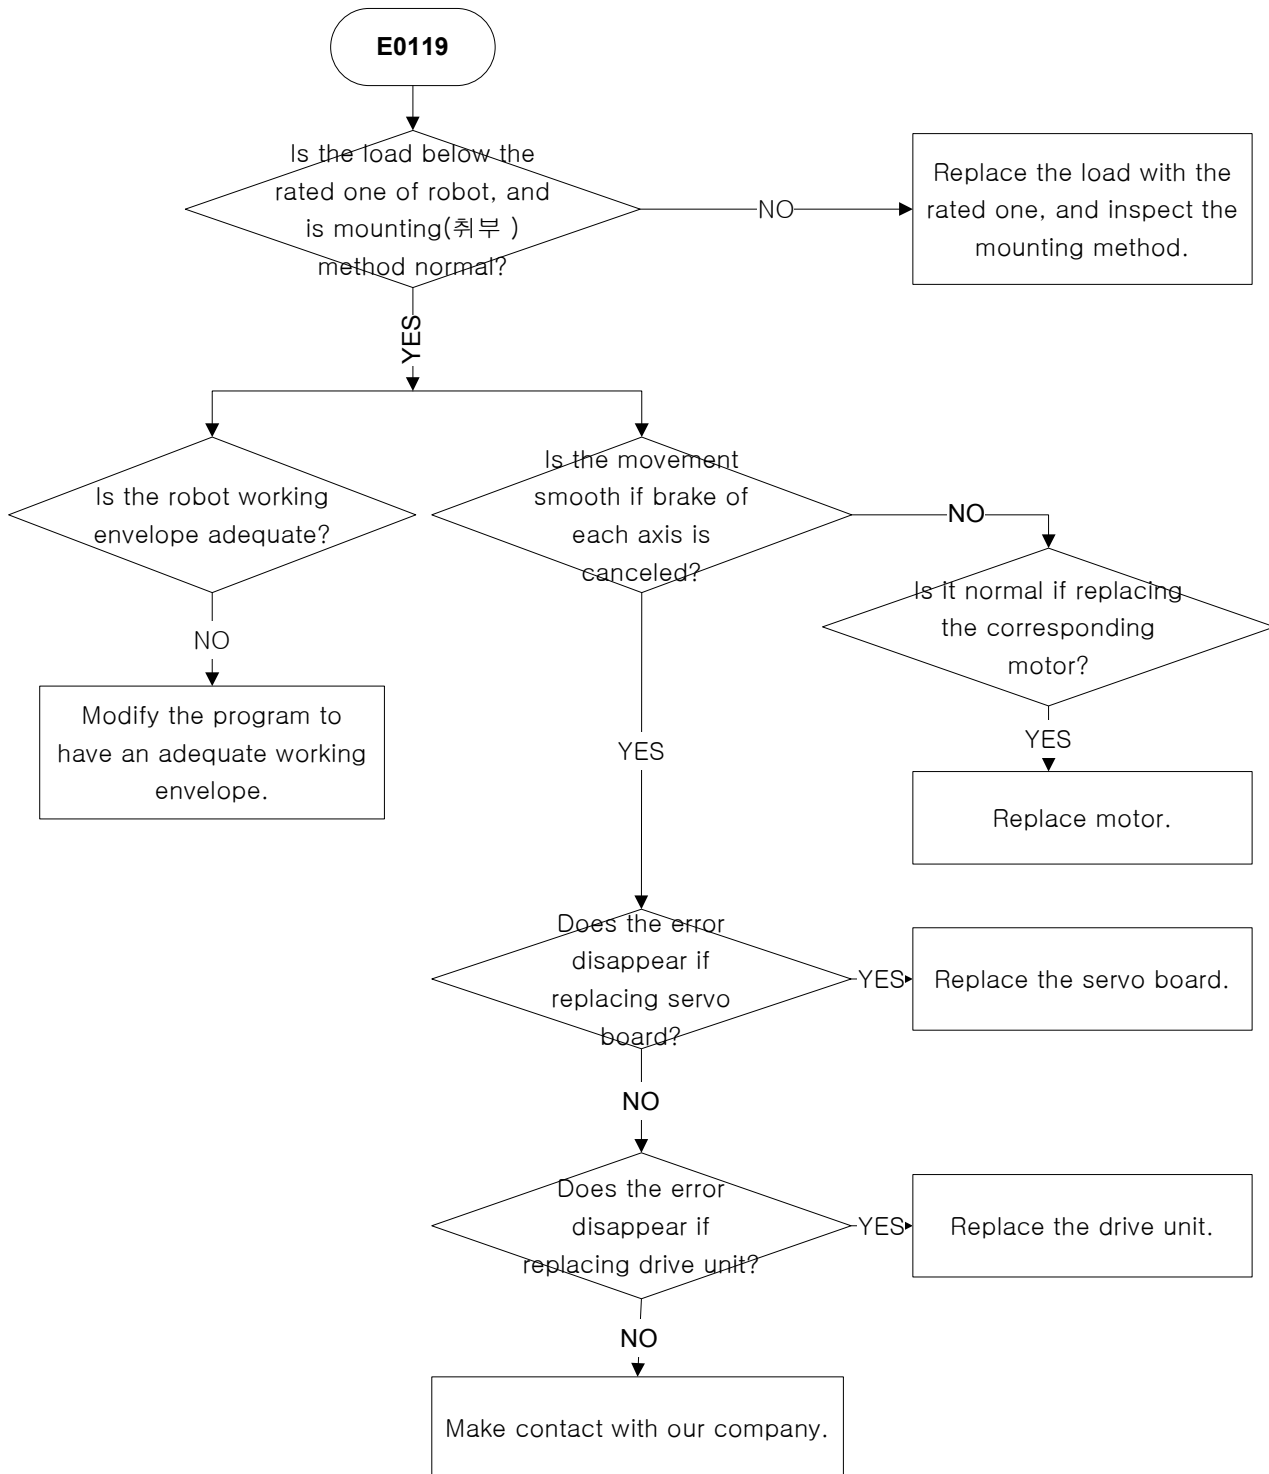 E0119
Is the load below the
rated one of robot, and
is mounting(취부 )
method normal?
NO
Replace the load with the
rated one, and inspect the
mounting method.
YES
Is the robot working
envelope adequate?
NO
Modify the program to
have an adequate working
envelope.
Is the movement
smooth if brake of
each axis is
canceled?
NO
Is it normal if replacing
the corresponding
motor?
YES
Replace motor.
YES
Does the error
disappear if
replacing servo
board?
YES
Replace the servo board.
NO
Does the error
disappear if
replacing drive unit?
YES
Replace the drive unit.
NO
Make contact with our company.